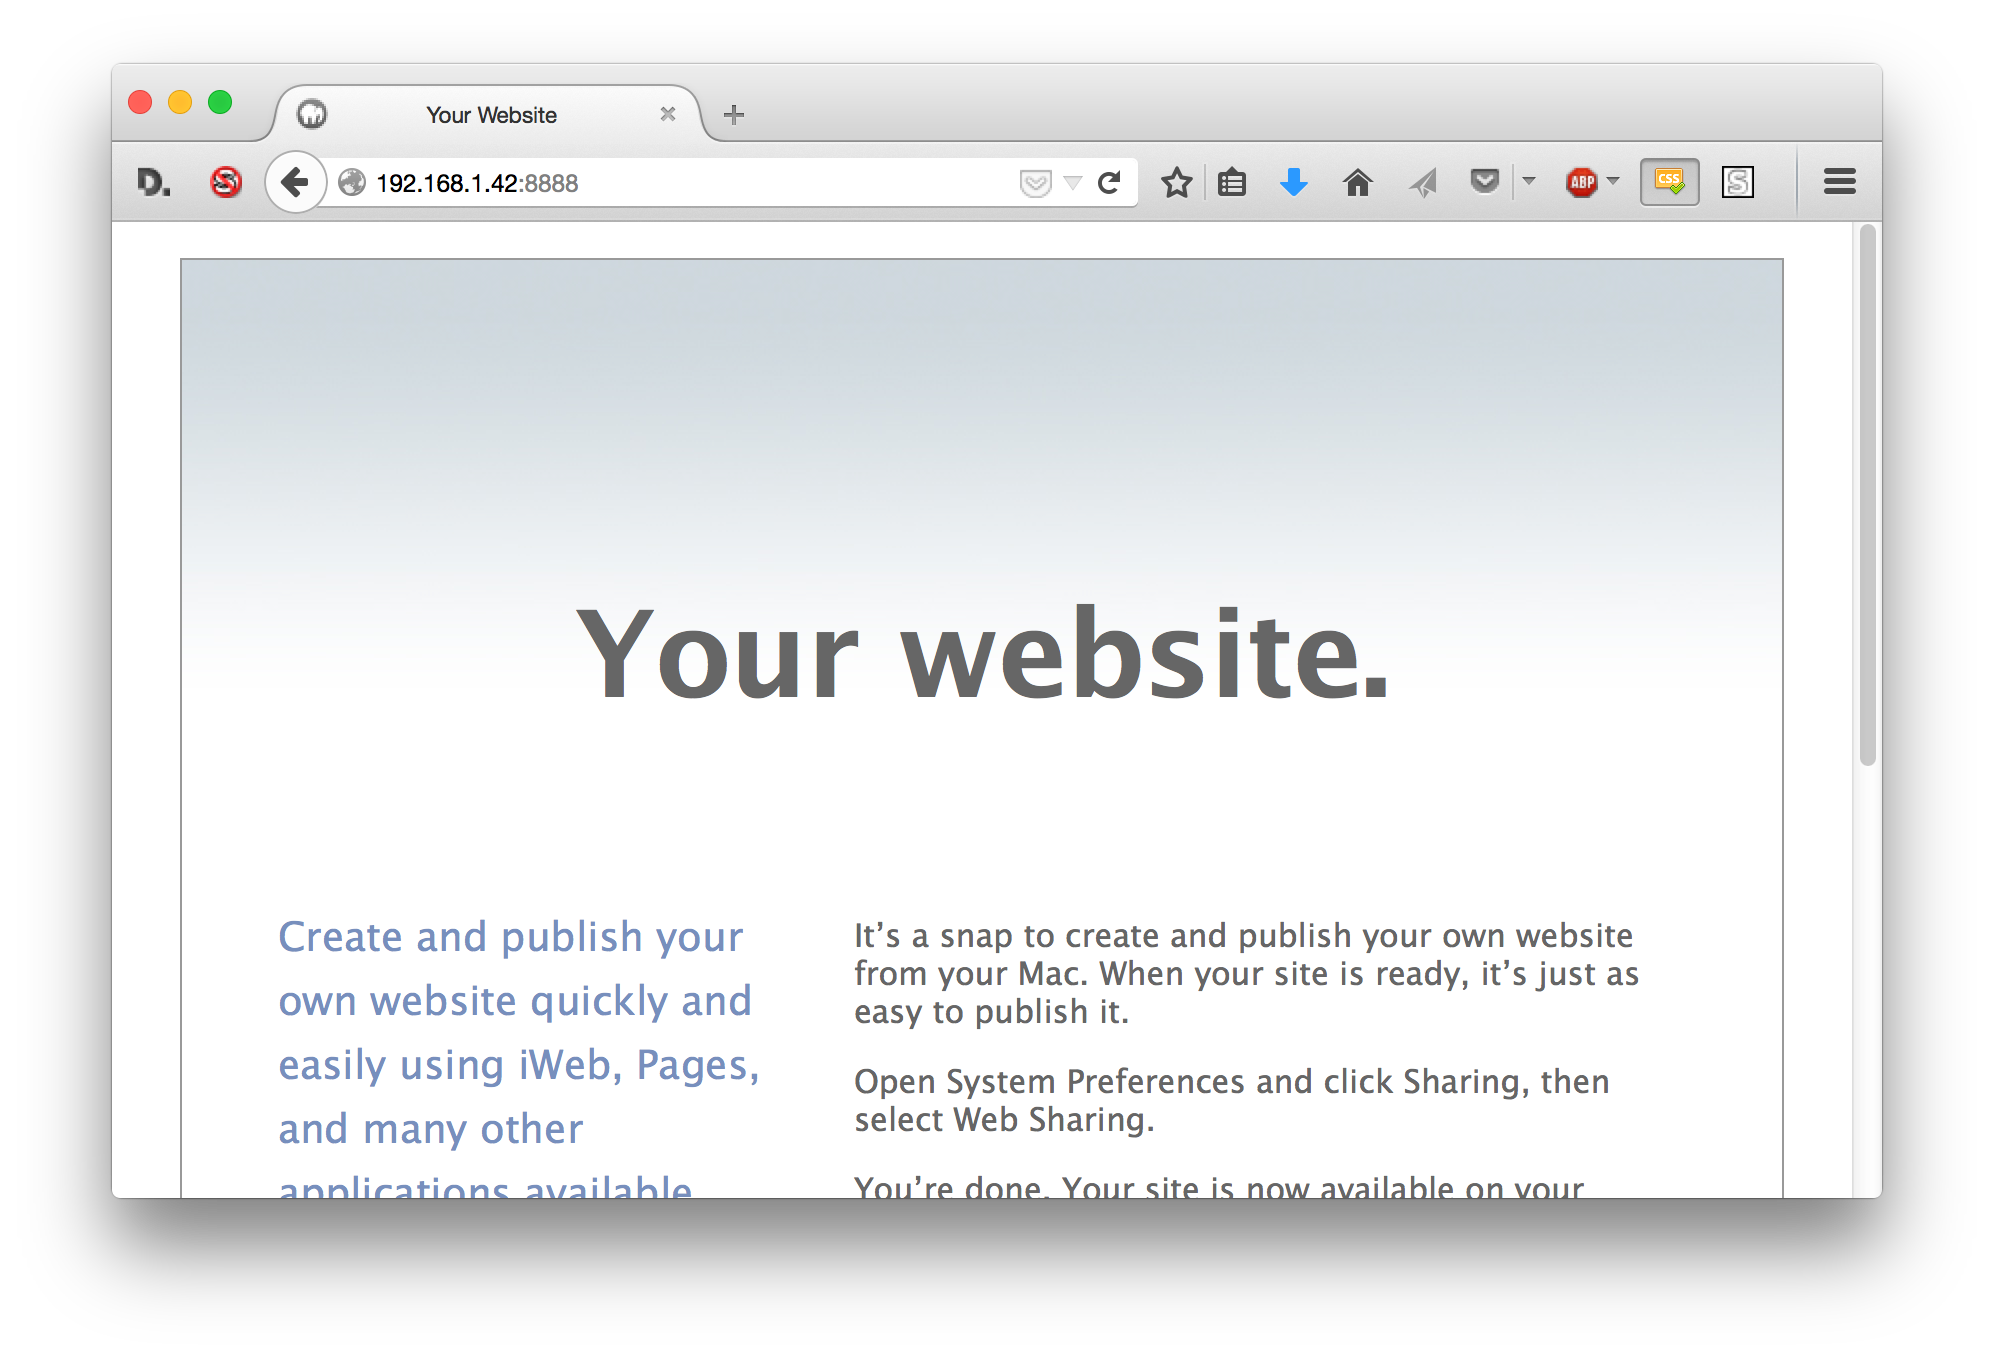 Your Website
D.
192.168.1.42:8888
ABP
CSS
S
Your website.
Create and publish your
own website quickly and
easily using iWeb, Pages,
and many other
applications available
It’s a snap to create and publish your own website
from your Mac. When your site is ready, it’s just as
easy to publish it.
Open System Preferences and click Sharing, then
select Web Sharing.
You’re done. Your site is now available on your